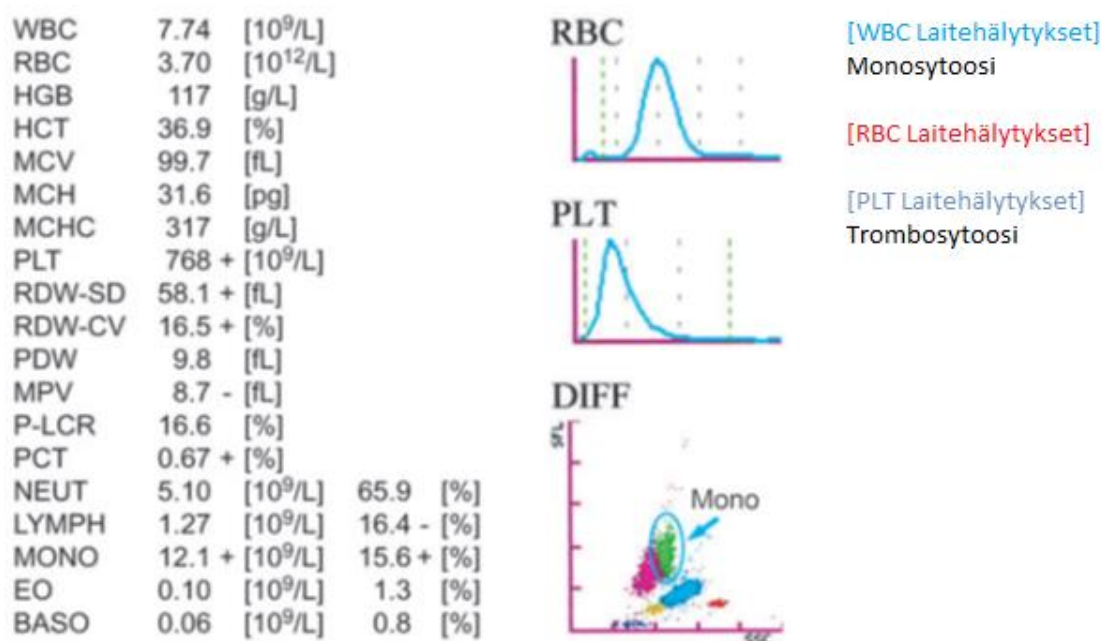 WBC 7.74 [10⁹/L]
RBC 3.70 [10¹²/L]
HGB 117 [g/L]
HCT 36.9 [%]
MCV 99.7 [fL]
MCH 31.6 [pg]
MCHC 317 [g/L]
PLT 768 + [10⁹/L]
RDW-SD 58.1 + [fL]
RDW-CV 16.5 + [%]
PDW 9.8 [fL]
MPV 8.7 - [fL]
P-LCR 16.6 [%]
PCT 0.67 + [%]
NEUT 5.10 [10⁹/L] 65.9 [%]
LYMPH 1.27 [10⁹/L] 16.4 - [%]
MONO 12.1 + [10⁹/L] 15.6 + [%]
EO 0.10 [10⁹/L] 1.3 [%]
BASO 0.06 [10⁹/L] 0.8 [%]
RBC
PLT
DIFF
SFL
Mono
[WBC Laitehälytykset]
Monosytoosi
[RBC Laitehälytykset]
[PLT Laitehälytykset]
Trombosytoosi